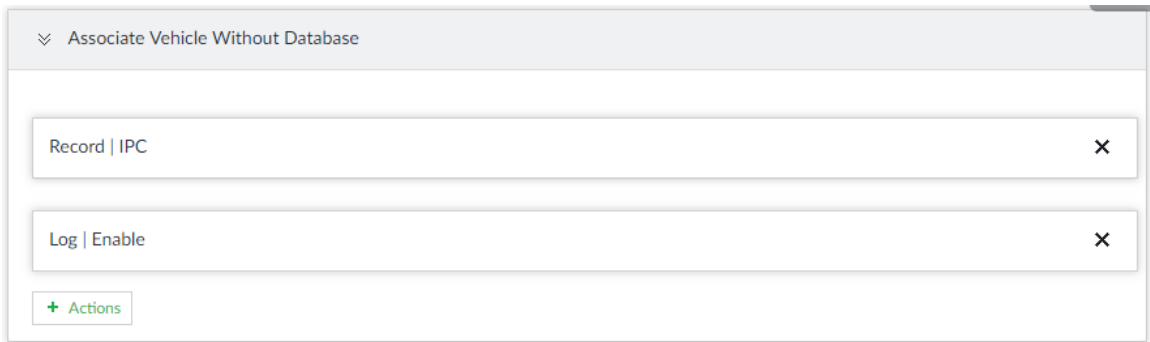 Associate Vehicle Without Database
Record | IPC
Log | Enable
+ Actions